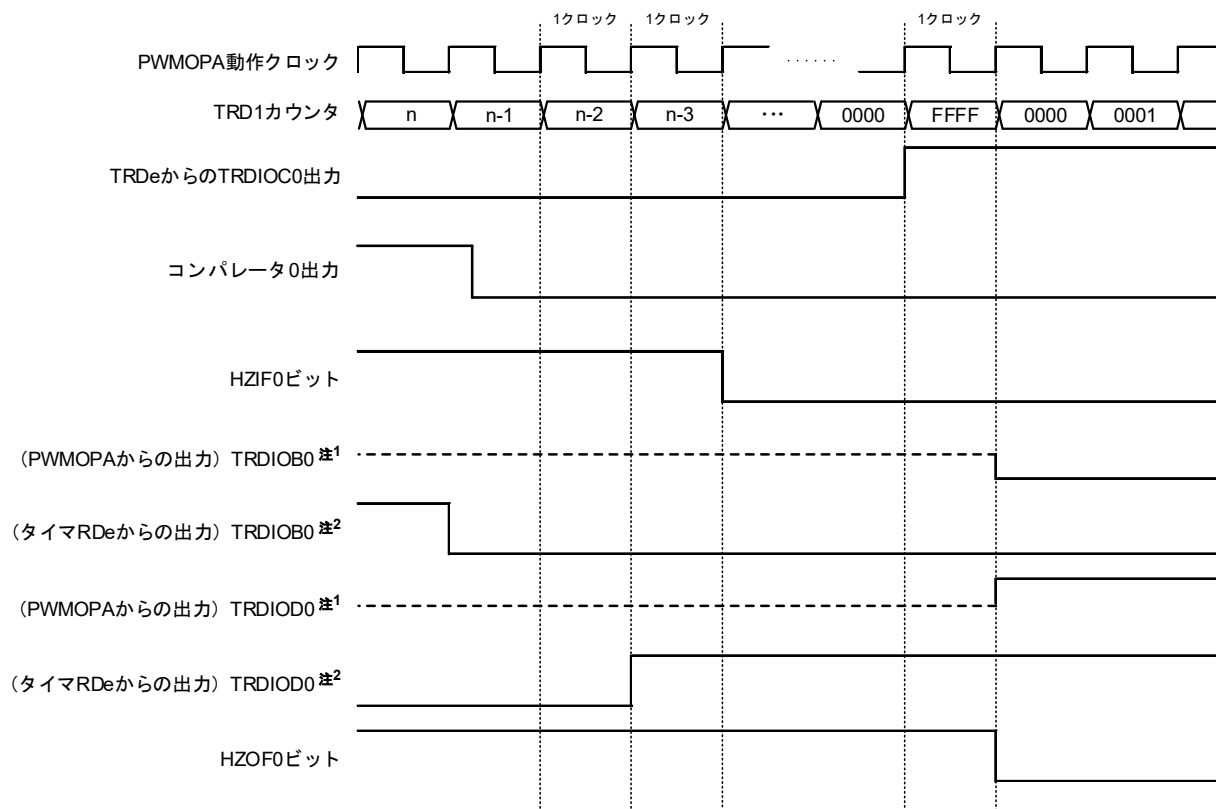 1クロック 1クロック 1クロック
PWMOPA動作クロック ......
TRD1カウンタ n n-1 n-2 n-3 ... 0000 FFFF 0000 0001
TRDeからのTRDIOC0出力
コンパレータ0出力
HZIF0ビット
（PWMOPAからの出力）TRDIOB0 注1
（タイマRDeからの出力）TRDIOB0 注2
（PWMOPAからの出力）TRDIOD0 注1
（タイマRDeからの出力）TRDIOD0 注2
HZOF0ビット